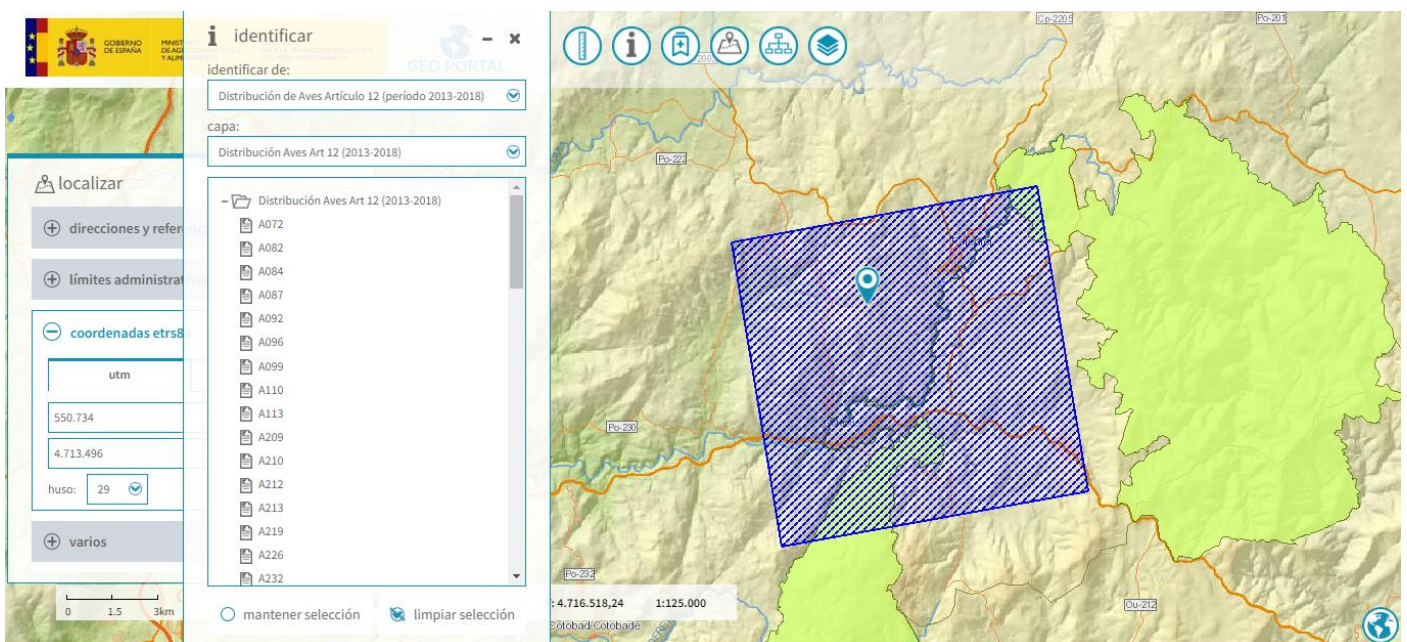 GOBIERNO
DE ESPAÑA
GEO PORTAL
identificar
identificar de:
Distribución de Aves Artículo 12 (período 2013-2018)
capa:
Distribución Aves Art 12 (2013-2018)
Distribución Aves Art 12 (2013-2018)
A072
A082
A084
A087
A092
A096
A099
A110
A113
A209
A210
A212
A213
A219
A226
A232
mantener selección
limpiar selección
localizar
direcciones y refere
límites administrat
coordenadas etrs8
utm
550.734
4.713.496
huso: 29
varios
0 1.5 3km
: 4.716.518,24 1:125.000
Cp-2205
Po-201
Po-222
Po-230
Po-232
Ou-212
Cotobad/Cotobade